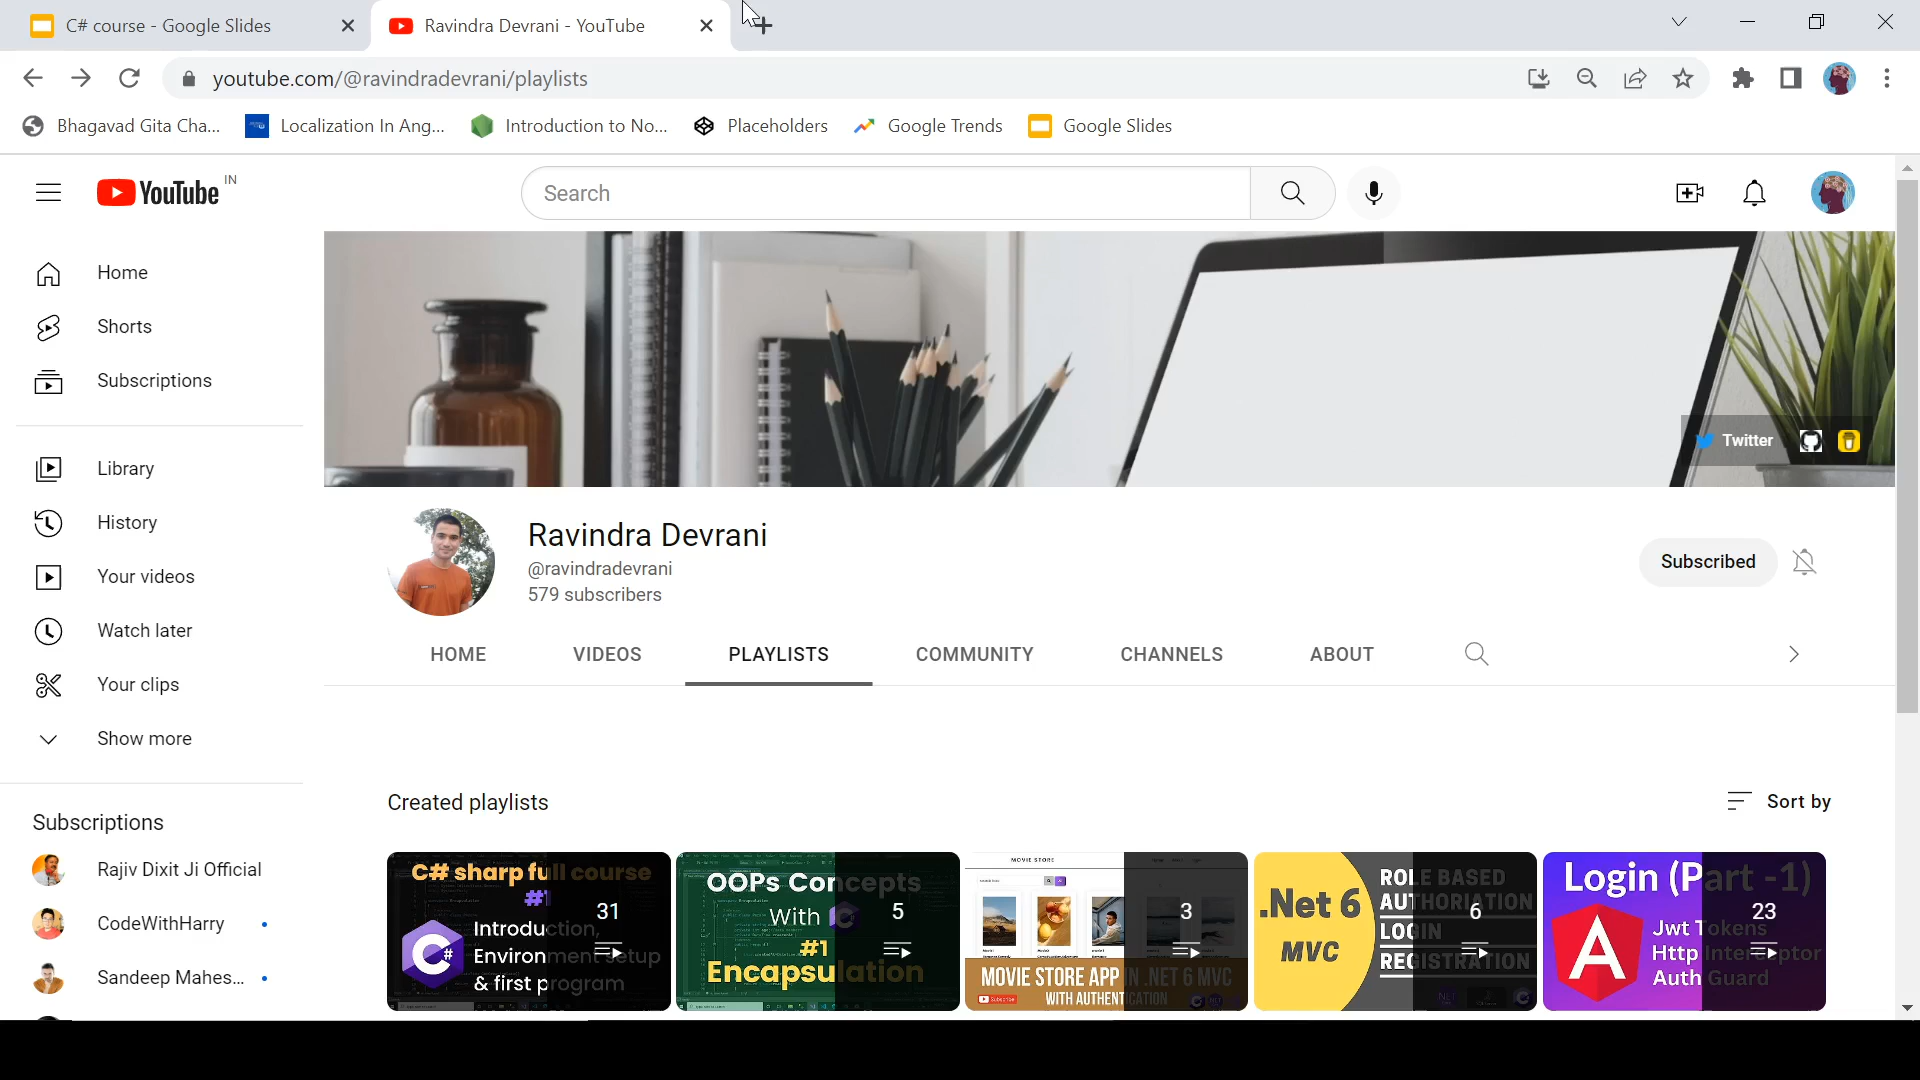 C# course - Google Slides
Ravindra Devrani - YouTube
youtube.com/@ravindradevrani/playlists
Bhagavad Gita Cha...
Localization In Ang...
Introduction to No...
Placeholders
Google Trends
Google Slides
YouTube IN
Search
Home
Shorts
Subscriptions
Library
History
Your videos
Watch later
Your clips
Show more
Subscriptions
Rajiv Dixit Ji Official
CodeWithHarry
Sandeep Mahes...
Twitter
Ravindra Devrani
@ravindradevrani
579 subscribers
Subscribed
HOME
VIDEOS
PLAYLISTS
COMMUNITY
CHANNELS
ABOUT
Created playlists
Sort by
C# sharp full course
#1
Introduction,
Environment setup
& first program
C#
31
OOPs Concepts
With
#1
Encapsulation
5
MOVIE STORE
MOVIE STORE APP IN .NET 6 MVC
WITH AUTHENTICATION
3
.Net 6
MVC
ROLE BASED
AUTHORIATION
LOGIN
REGISTRATION
6
Login (Part -1)
Jwt Tokens
Http Interceptor
Auth Guard
A
23